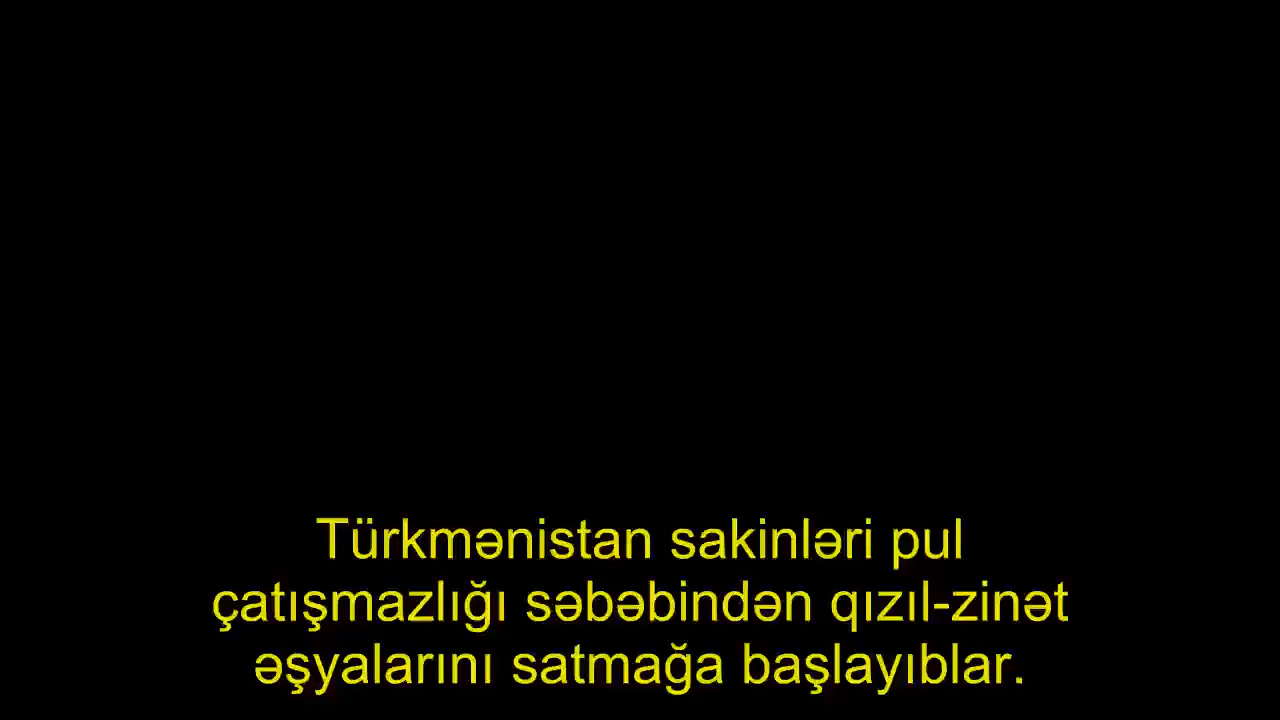 Türkmənistan sakinləri pul
çatışmazlığı səbəbindən qızıl-zinət
əşyalarını satmağa başlayıblar.